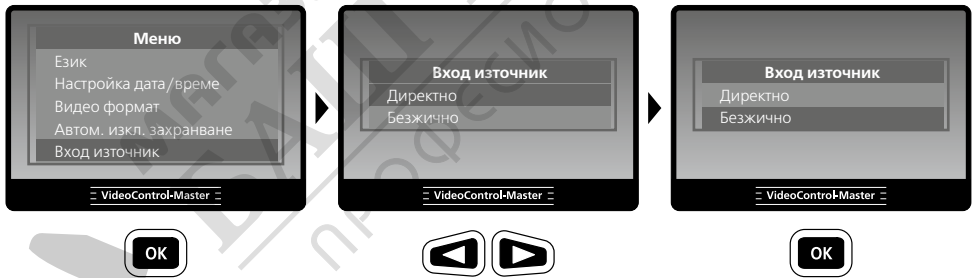 Меню
Език
Настройка дата/време
Видео формат
Автом. изкл. захранване
Вход източник
VideoControl-Master
OK
Вход източник
Директно
Безжично
VideoControl-Master
Вход източник
Директно
Безжично
VideoControl-Master
OK